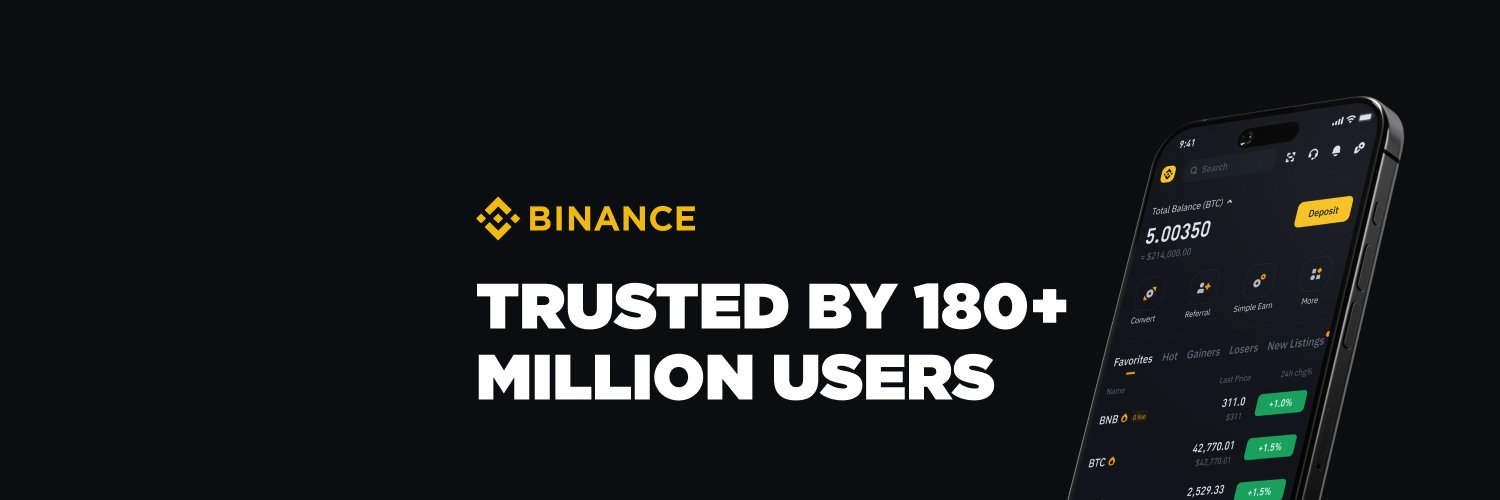 BINANCE
TRUSTED BY 180+
MILLION USERS
9:41
Search
Total Balance (BTC)
5.00350
≈ $214,000.00
Deposit
Convert Referral Simple Earn More
Favorites Hot Gainers Losers New Listings
Name Last Price 24h chg%
BNB 0 fee 311.0 +1.0%
$311
BTC 42,770.01 +1.5%
$42,770.01
2,529.33 +1.5%